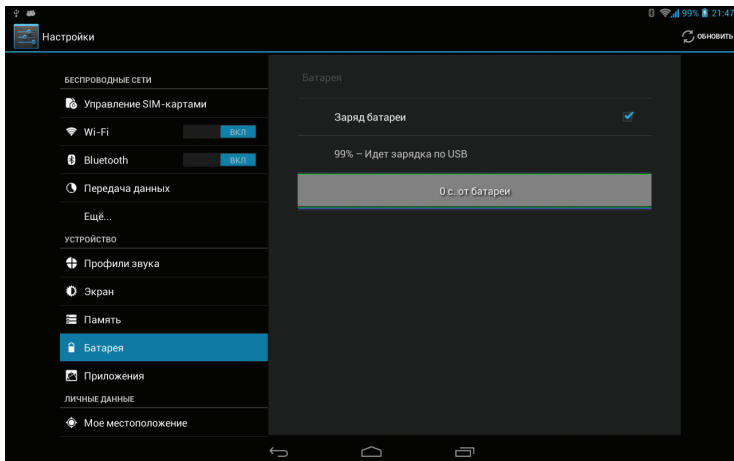 99% 21:47
Настройки
ОБНОВИТЬ
БЕСПРОВОДНЫЕ СЕТИ
Управление SIM-картами
Wi-Fi ВКЛ
Bluetooth ВКЛ
Передача данных
Ещё...
УСТРОЙСТВО
Профили звука
Экран
Память
Батарея
Приложения
ЛИЧНЫЕ ДАННЫЕ
Мое местоположение
Батарея
Заряд батареи
99% – Идет зарядка по USB
0 с. от батареи